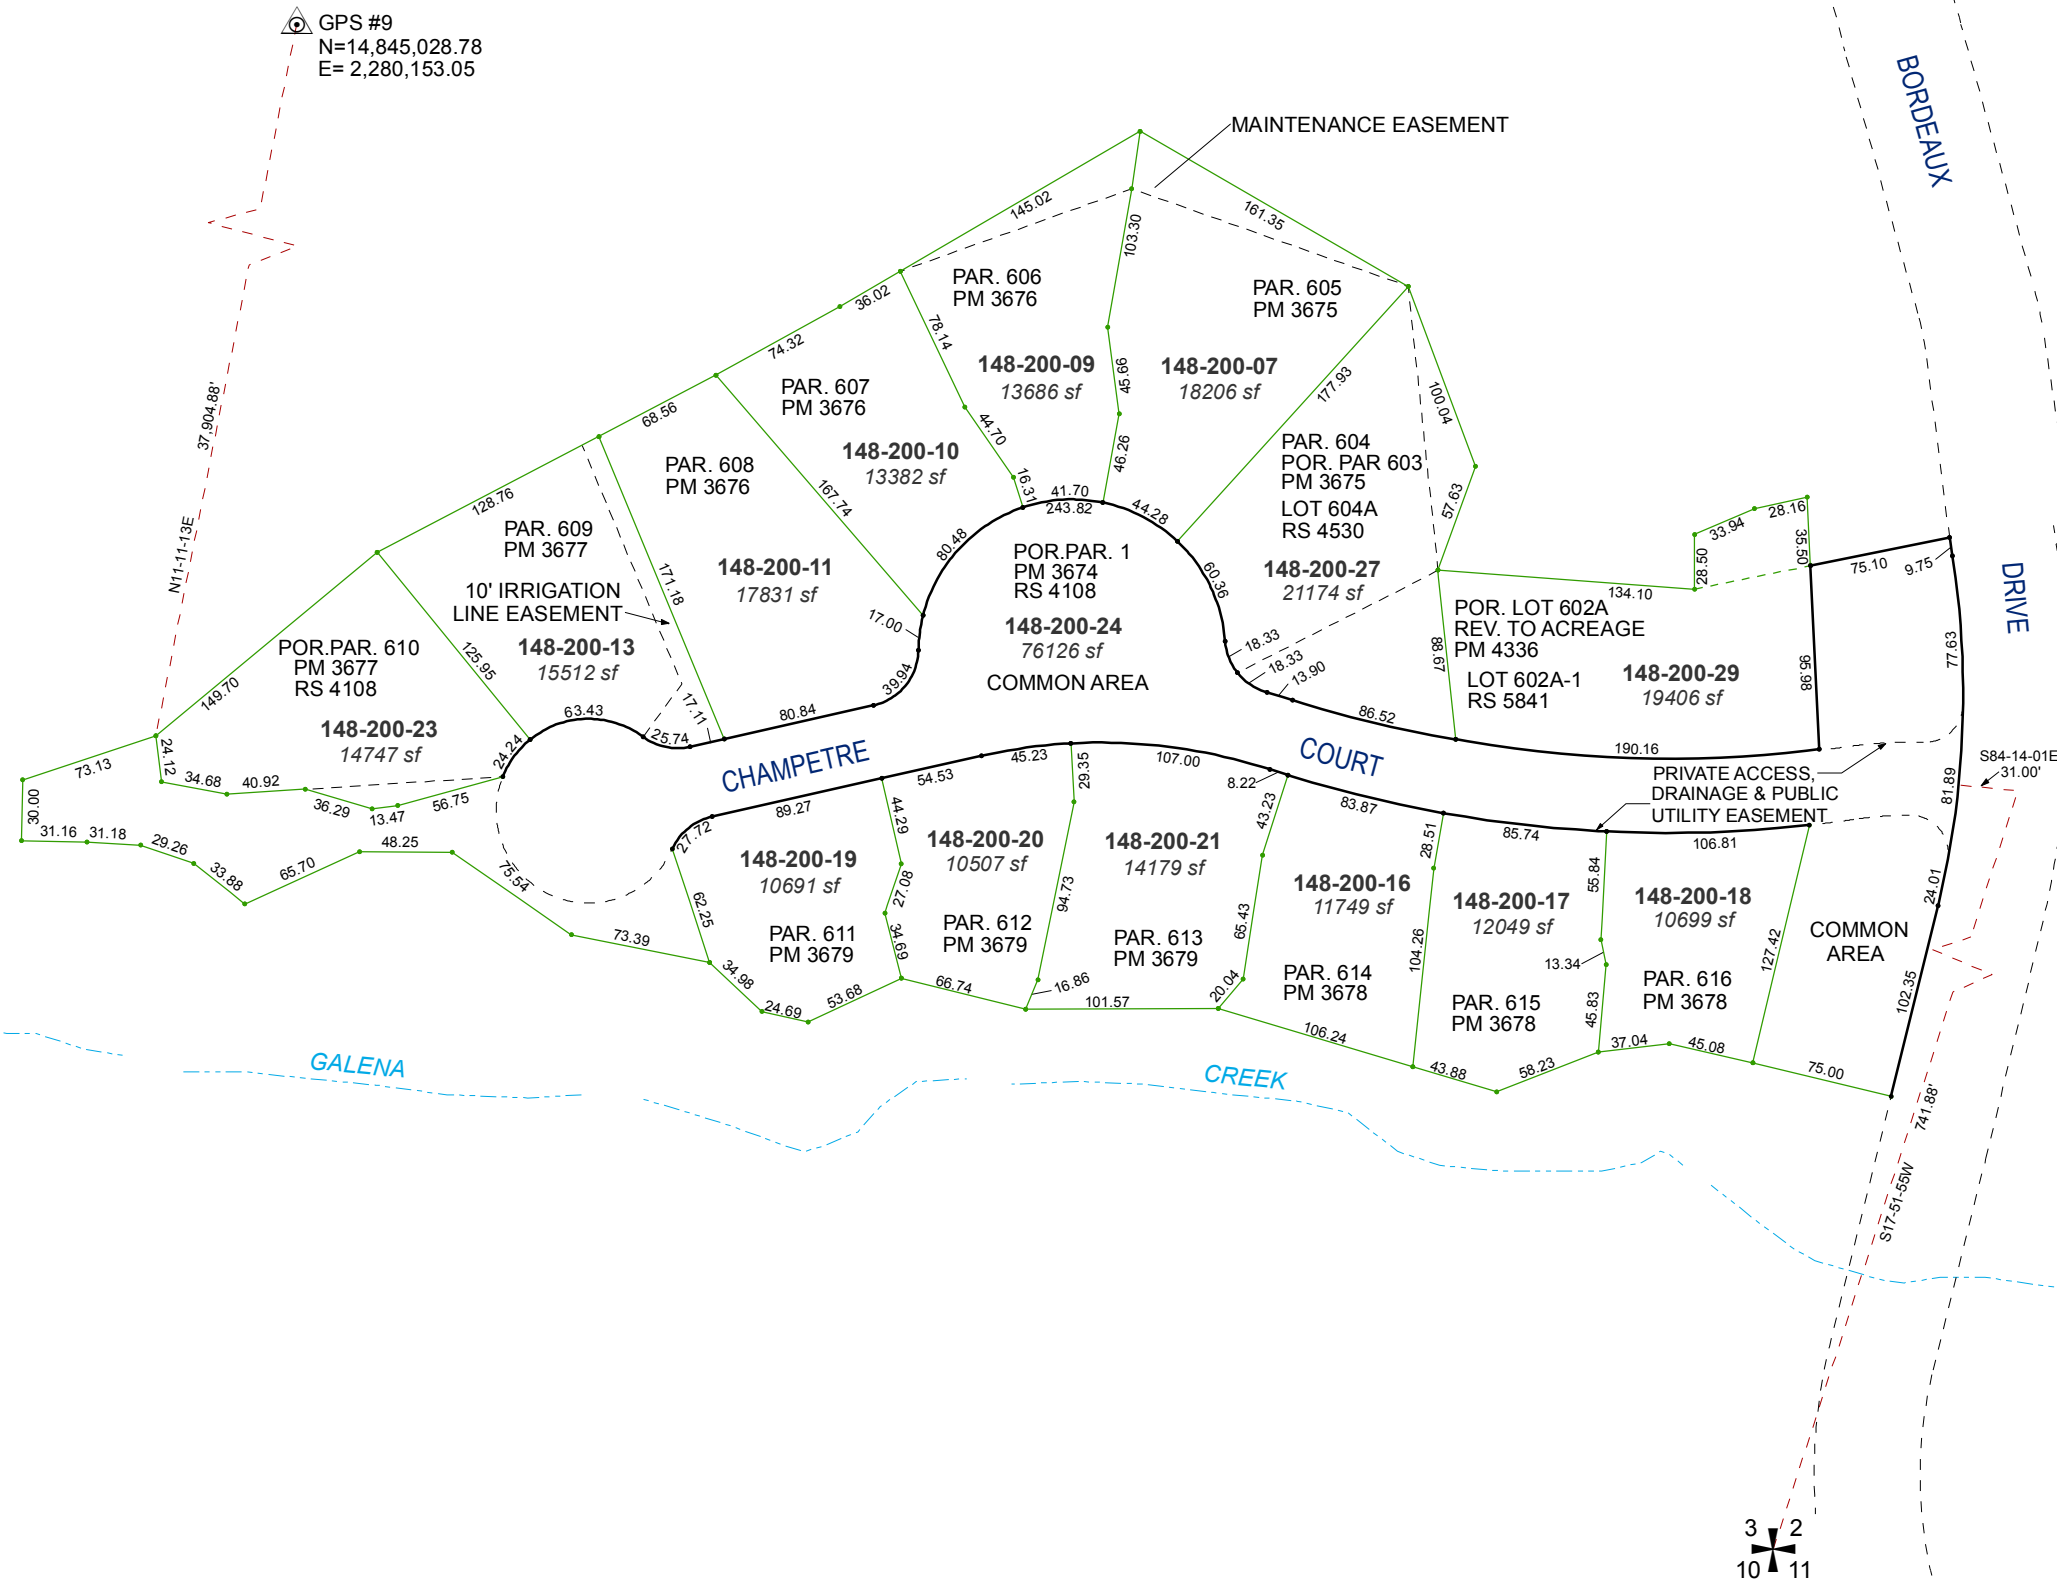 GPS #9
N=14,845,028.78
E= 2,280,153.05
BORDEAUX
DRIVE
MAINTENANCE EASEMENT
145.02
161.35
103.30
36.02
78.14
74.32
68.56
128.76
37,904.88'
N11-11-13E
PAR. 606
PM 3676
148-200-09
13686 sf
PAR. 605
PM 3675
148-200-07
18206 sf
45.66
46.26
177.93
100.04
57.63
PAR. 607
PM 3676
148-200-10
13382 sf
44.70
16.31
41.70
243.82
44.28
80.48
60.36
167.74
PAR. 604
POR. PAR 603
PM 3675
LOT 604A
RS 4530
148-200-27
21174 sf
PAR. 608
PM 3676
148-200-11
17831 sf
171.18
17.00
39.94
80.84
17.11
PAR. 609
PM 3677
10' IRRIGATION
LINE EASEMENT
148-200-13
15512 sf
125.95
63.43
25.74
24.24
POR.PAR. 1
PM 3674
RS 4108
148-200-24
76126 sf
COMMON AREA
18.33
18.33
13.90
86.52
88.67
134.10
28.50
33.94
28.16
35.50
75.10
9.75
77.63
95.98
POR. LOT 602A
REV. TO ACREAGE
PM 4336
LOT 602A-1
RS 5841
148-200-29
19406 sf
190.16
POR.PAR. 610
PM 3677
RS 4108
148-200-23
14747 sf
149.70
73.13
24.12
34.68
40.92
36.29
13.47
56.75
30.00
31.16
31.18
29.26
33.88
65.70
48.25
75.54
73.39
CHAMPETRE
COURT
PRIVATE ACCESS,
DRAINAGE & PUBLIC
UTILITY EASEMENT
S84-14-01E
31.00'
81.89
24.01
102.35
27.72
89.27
54.53
45.23
29.35
107.00
8.22
43.23
83.87
28.51
85.74
106.81
148-200-19
10691 sf
PAR. 611
PM 3679
62.25
34.98
24.69
53.68
44.29
27.08
34.69
148-200-20
10507 sf
PAR. 612
PM 3679
66.74
94.73
16.86
148-200-21
14179 sf
PAR. 613
PM 3679
101.57
65.43
20.04
148-200-16
11749 sf
PAR. 614
PM 3678
106.24
104.26
148-200-17
12049 sf
PAR. 615
PM 3678
43.88
58.23
55.84
13.34
45.83
148-200-18
10699 sf
PAR. 616
PM 3678
37.04
45.08
127.42
COMMON
AREA
75.00
GALENA
CREEK
741.88'
S17-51-55W
3 2
10 11